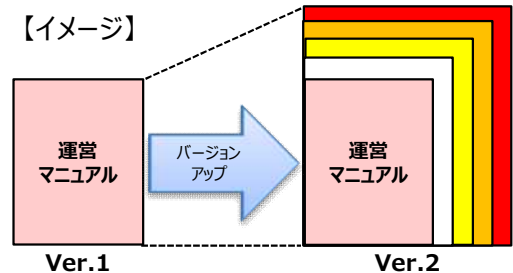 【イメージ】
運営
マニュアル
バージョン
アップ
運営
マニュアル
Ver.1
Ver.2